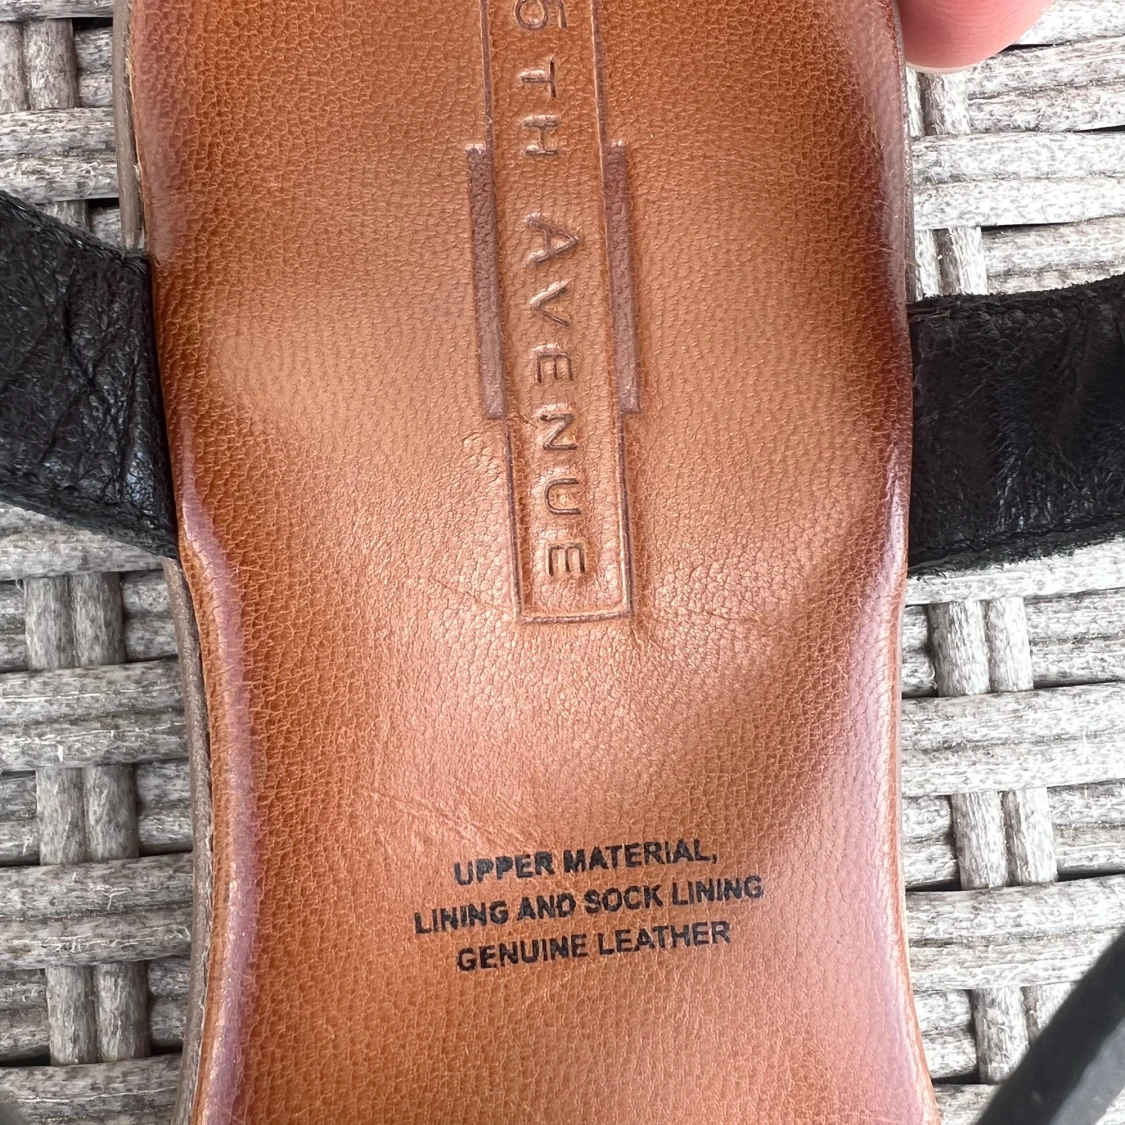 5TH AVENUE
UPPER MATERIAL,
LINING AND SOCK LINING
GENUINE LEATHER